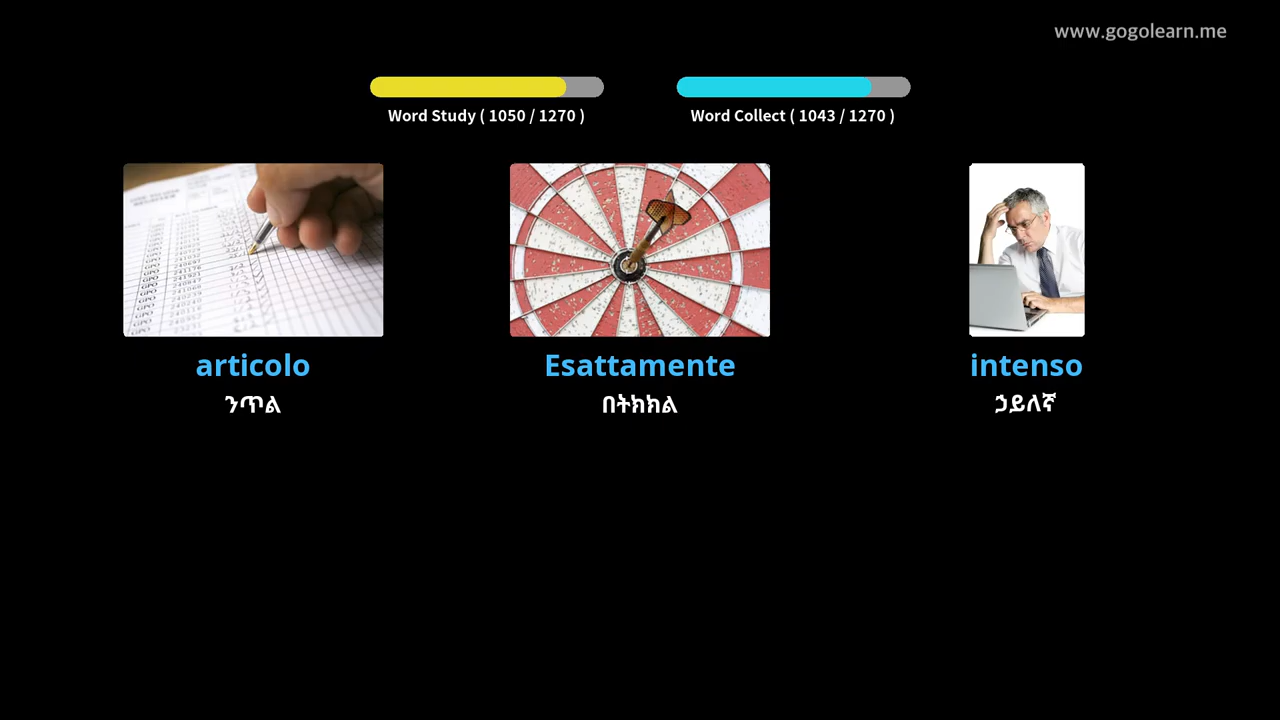 www.gogolearn.me
Word Study ( 1050 / 1270 )
Word Collect ( 1043 / 1270 )
articolo
Esattamente
intenso
ንጥል
በትክክል
ኃይለኛ